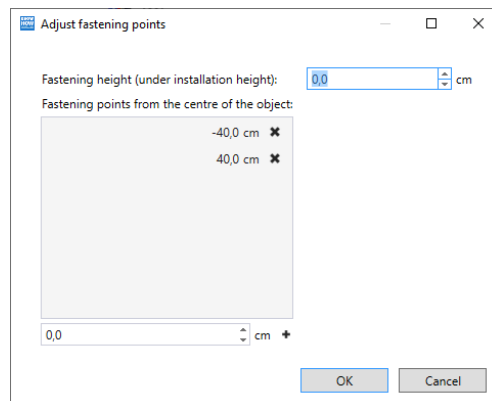 Adjust fastening points
Fastening height (under installation height): 0,0 cm
Fastening points from the centre of the object:
-40,0 cm
40,0 cm
0,0 cm
OK Cancel